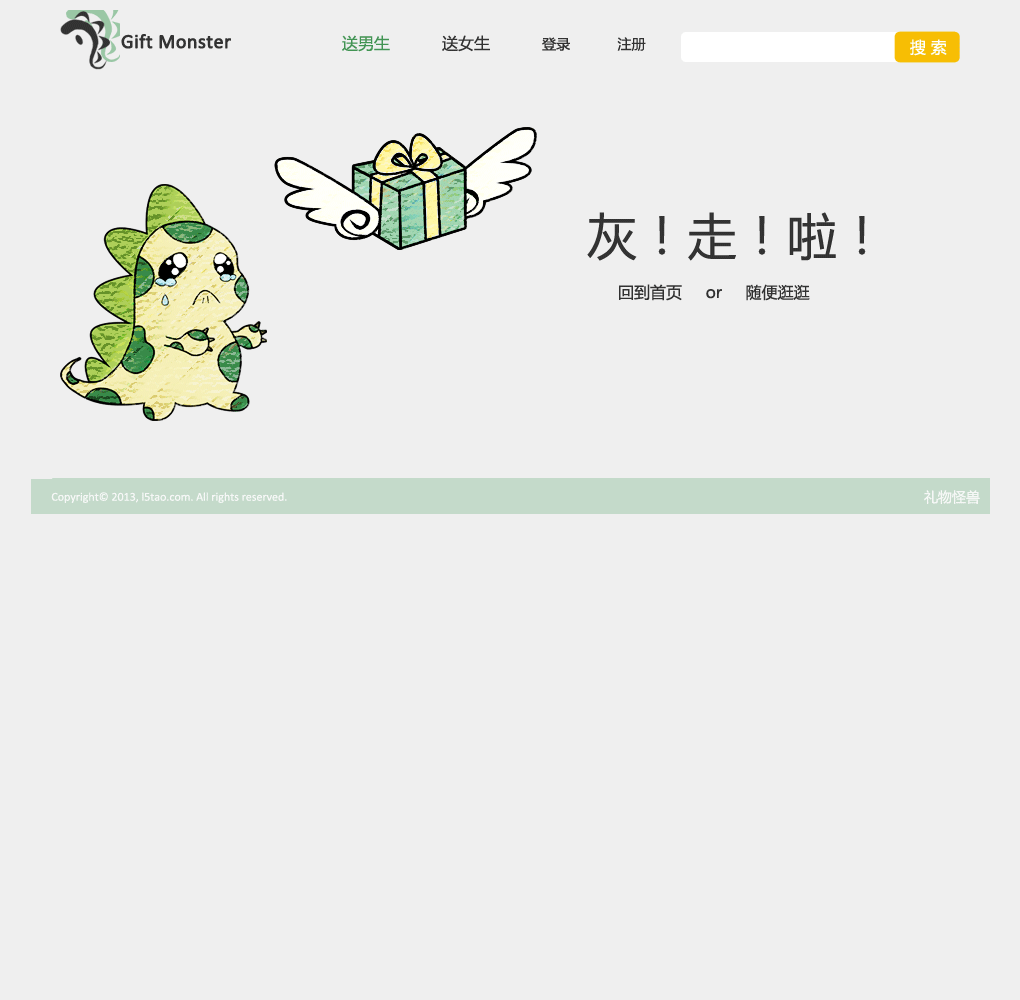 Gift Monster
送男生 送女生 登录 注册 搜 索
灰！走！啦！
回到首页 or 随便逛逛
Copyright© 2013, l5tao.com. All rights reserved. 礼物怪兽